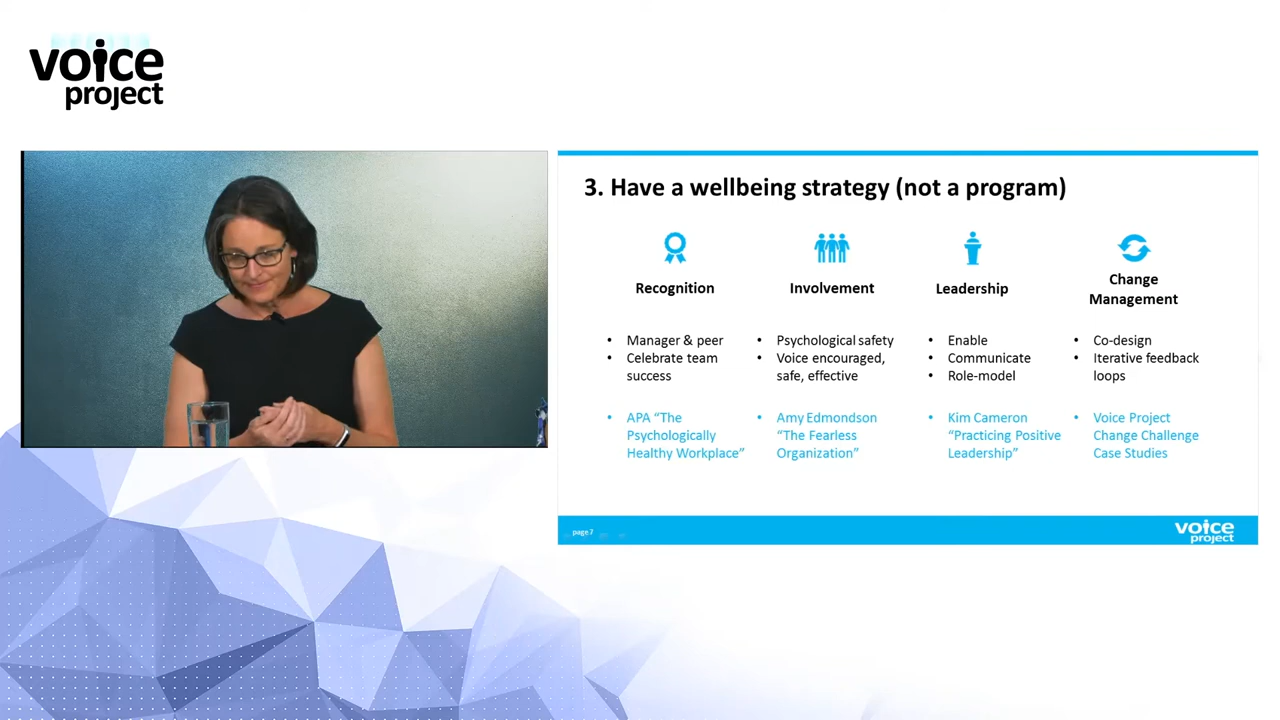 voice
project
3. Have a wellbeing strategy (not a program)
Recognition
Involvement
Leadership
Change
Management
• Manager & peer
• Celebrate team
success
• Psychological safety
• Voice encouraged,
safe, effective
• Enable
• Communicate
• Role-model
• Co-design
• Iterative feedback
loops
• APA “The
Psychologically
Healthy Workplace”
• Amy Edmondson
“The Fearless
Organization”
• Kim Cameron
“Practicing Positive
Leadership”
• Voice Project
Change Challenge
Case Studies
page 7
voice
project